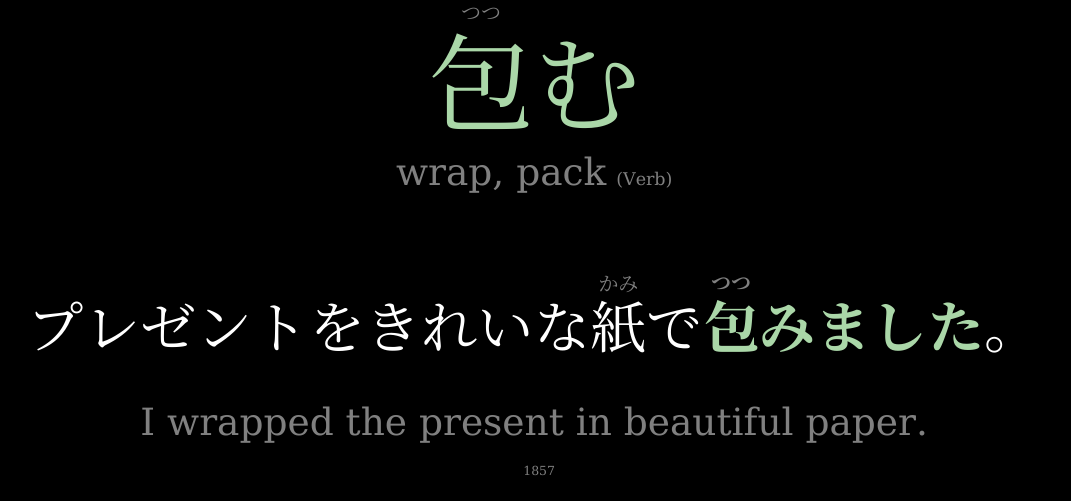 つつ
包む
wrap, pack (Verb)
かみ つつ
プレゼントをきれいな紙で包みました。
I wrapped the present in beautiful paper.
1857